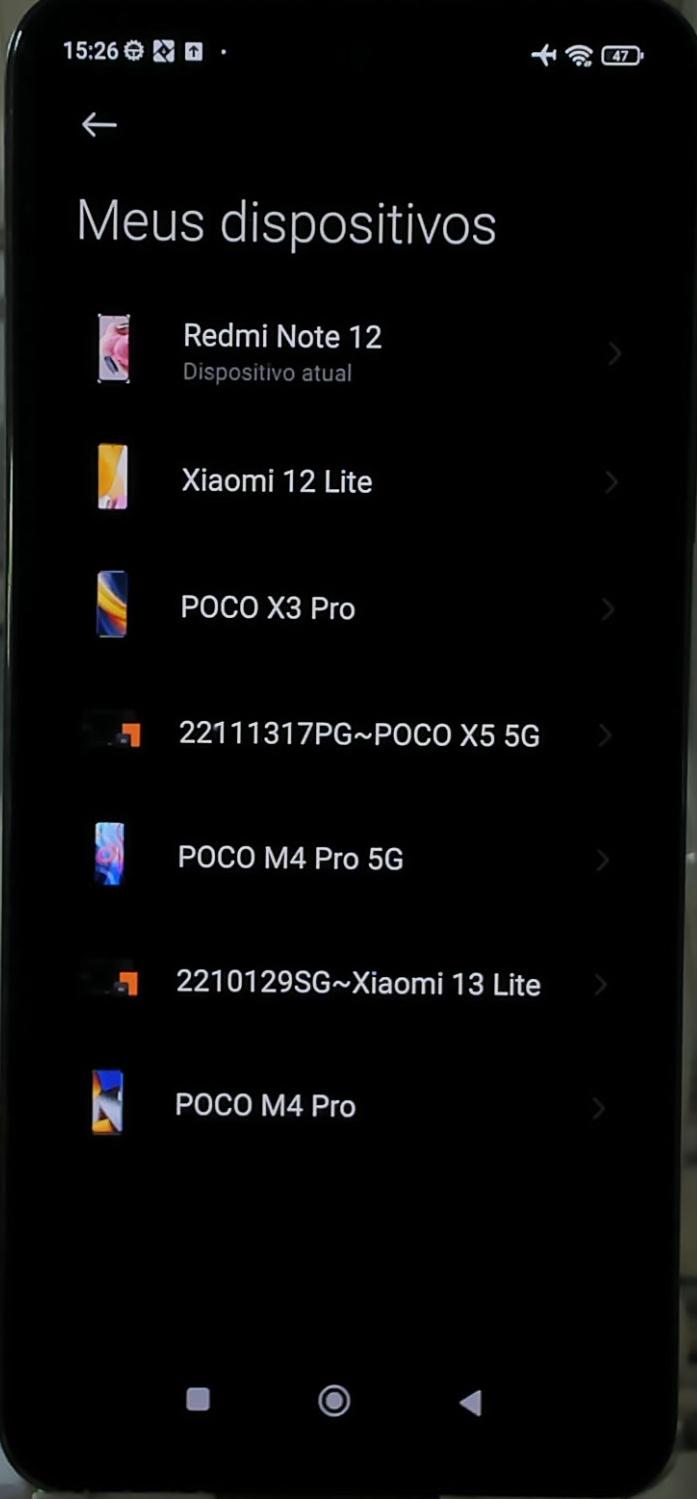 15:26
47
Meus dispositivos
Redmi Note 12
Dispositivo atual
Xiaomi 12 Lite
POCO X3 Pro
22111317PG~POCO X5 5G
POCO M4 Pro 5G
2210129SG~Xiaomi 13 Lite
POCO M4 Pro